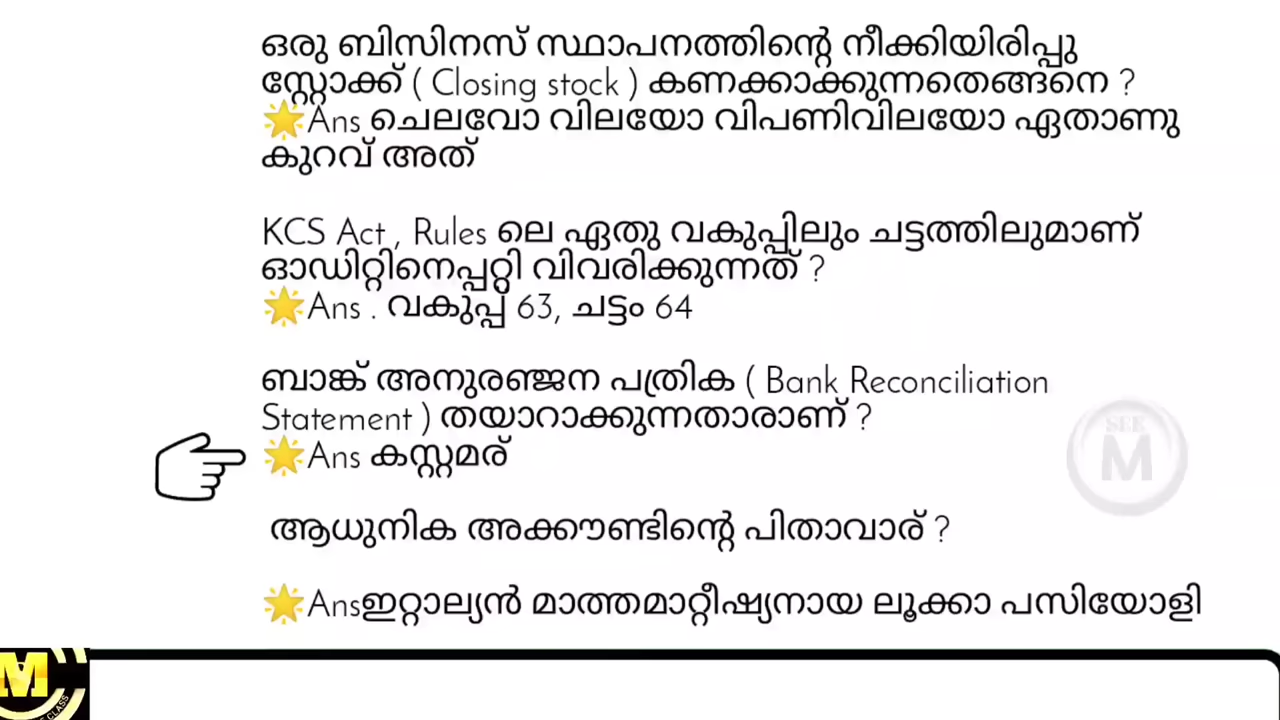 ഒരു ബിസിനസ് സ്ഥാപനത്തിന്റെ നീക്കിയിരിപ്പു
സ്റ്റോക്ക് ( Closing stock ) കണക്കാക്കുന്നതെങ്ങനെ ?
🌟Ans ചെലവോ വിലയോ വിപണിവിലയോ ഏതാണു
കുറവ് അത്
KCS Act , Rules ലെ ഏതു വകുപ്പിലും ചട്ടത്തിലുമാണ്
ഓഡിറ്റിനെപ്പറ്റി വിവരിക്കുന്നത് ?
🌟Ans . വകുപ്പ് 63, ചട്ടം 64
ബാങ്ക് അനുരഞ്ജന പത്രിക ( Bank Reconciliation
Statement ) തയാറാക്കുന്നതാരാണ് ?
🌟Ans കസ്റ്റമര്
ആധുനിക അക്കൗണ്ടിന്റെ പിതാവാര് ?
🌟Ansഇറ്റാല്യൻ മാത്തമാറ്റീഷ്യനായ ലൂക്കാ പസിയോളി
SEE
M
M
CLASS